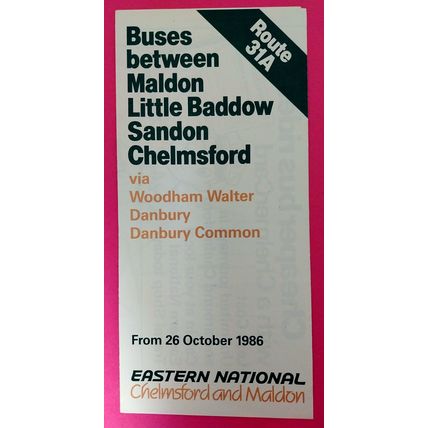 Route
31A
Buses
between
Maldon
Little Baddow
Sandon
Chelmsford
via
Woodham Walter
Danbury
Danbury Common
From 26 October 1986
EASTERN NATIONAL
Chelmsford and Maldon